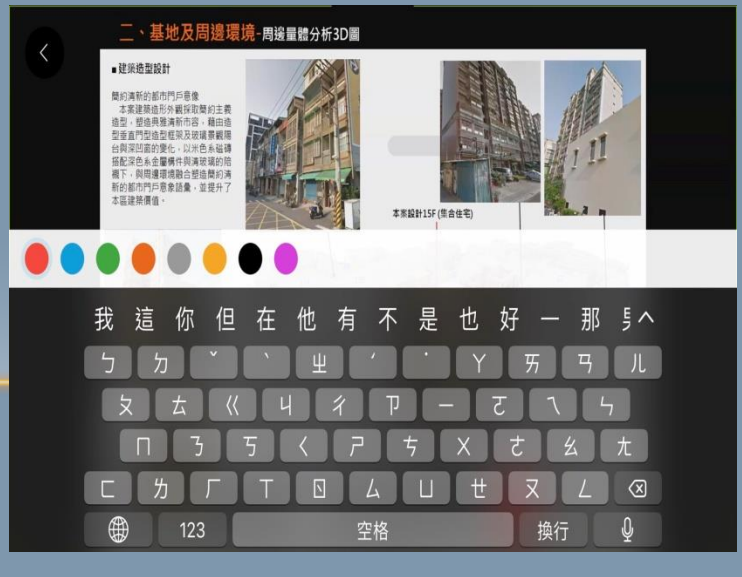 二、基地及周邊環境-周邊量體分析3D圖
■建築造型設計
簡約清新的都市門戶意像
本案建築造形外觀採取簡約主義
造型，塑造典雅清新市容，藉由造
型垂直門型造型框架及玻璃景觀陽
台與深凹窗的變化，以米色系磁磚
搭配深色系金屬構件與清玻璃的陪
襯下，與周邊環境融合塑造簡約清
新的都市門戶意象語彙，並提升了
本區建築價值。
本案設計15F(集合住宅)
我 這 你 但 在 他 有 不 是 也 好 一 那
ㄅ ㄉ ˇ ˋ ㄓ ˊ ˙ ㄚ ㄞ ㄢ ㄦ
ㄆ ㄊ ㄍ ㄐ ㄔ ㄗ ㄧ ㄛ ㄟ ㄣ
ㄇ ㄋ ㄎ ㄑ ㄕ ㄘ ㄨ ㄜ ㄠ ㄤ
ㄈ ㄌ ㄏ ㄒ ㄖ ㄙ ㄩ ㄝ ㄡ ㄥ
123 空格 換行